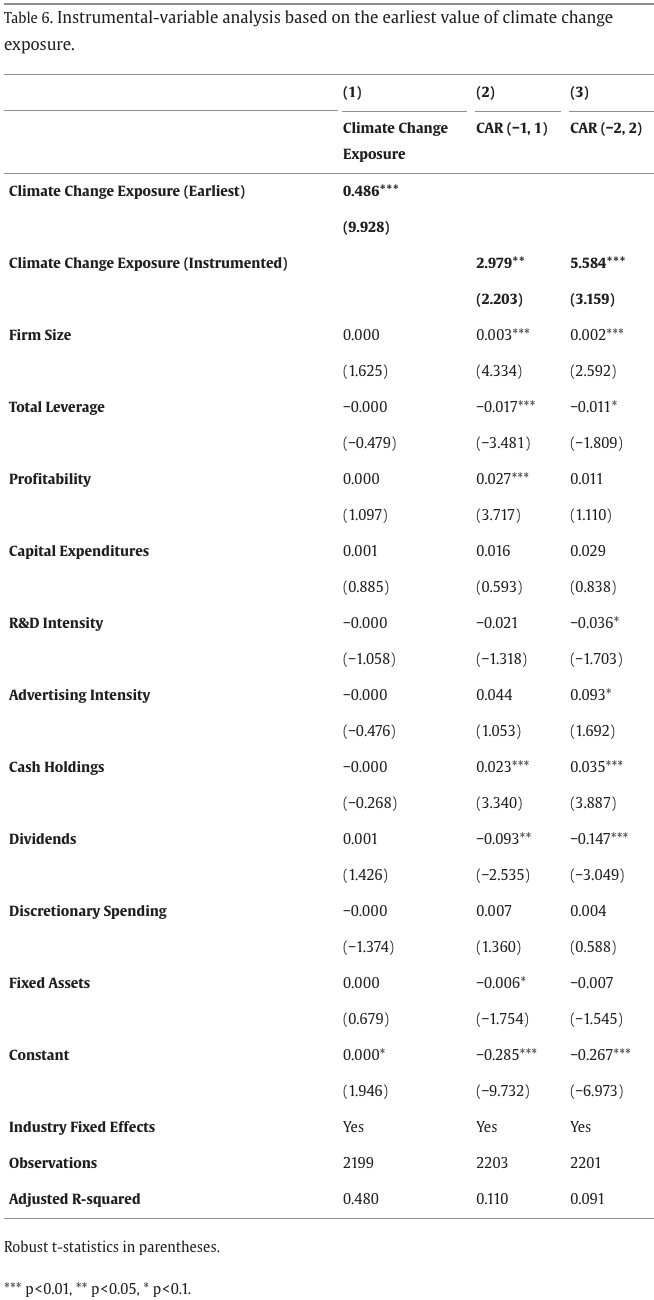 Table 6. Instrumental-variable analysis based on the earliest value of climate change
exposure.
(1) (2) (3)
Climate Change CAR (−1, 1) CAR (−2, 2)
Exposure
Climate Change Exposure (Earliest) 0.486***
(9.928)
Climate Change Exposure (Instrumented) 2.979** 5.584***
(2.203) (3.159)
Firm Size 0.000 0.003*** 0.002***
(1.625) (4.334) (2.592)
Total Leverage −0.000 −0.017*** −0.011*
(−0.479) (−3.481) (−1.809)
Profitability 0.000 0.027*** 0.011
(1.097) (3.717) (1.110)
Capital Expenditures 0.001 0.016 0.029
(0.885) (0.593) (0.838)
R&D Intensity −0.000 −0.021 −0.036*
(−1.058) (−1.318) (−1.703)
Advertising Intensity −0.000 0.044 0.093*
(−0.476) (1.053) (1.692)
Cash Holdings −0.000 0.023*** 0.035***
(−0.268) (3.340) (3.887)
Dividends 0.001 −0.093** −0.147***
(1.426) (−2.535) (−3.049)
Discretionary Spending −0.000 0.007 0.004
(−1.374) (1.360) (0.588)
Fixed Assets 0.000 −0.006* −0.007
(0.679) (−1.754) (−1.545)
Constant 0.000* −0.285*** −0.267***
(1.946) (−9.732) (−6.973)
Industry Fixed Effects Yes Yes Yes
Observations 2199 2203 2201
Adjusted R-squared 0.480 0.110 0.091
Robust t-statistics in parentheses.
*** p<0.01, ** p<0.05, * p<0.1.